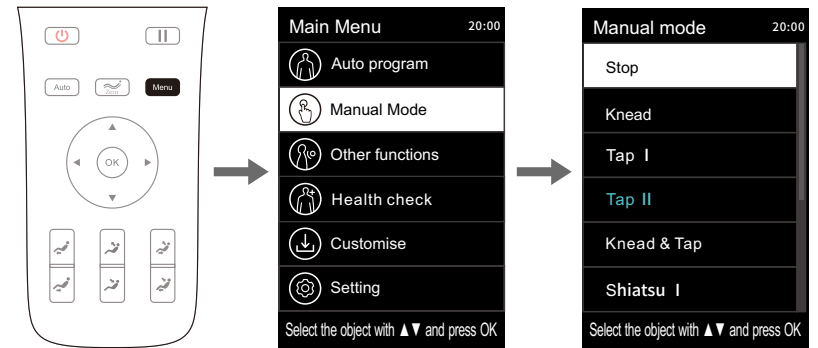 Auto
Zero
Menu
OK
Main Menu 20:00
Auto program
Manual Mode
Other functions
Health check
Customise
Setting
Select the object with ▲▼ and press OK
Manual mode 20:00
Stop
Knead
Tap I
Tap II
Knead & Tap
Shiatsu I
Select the object with ▲▼ and press OK